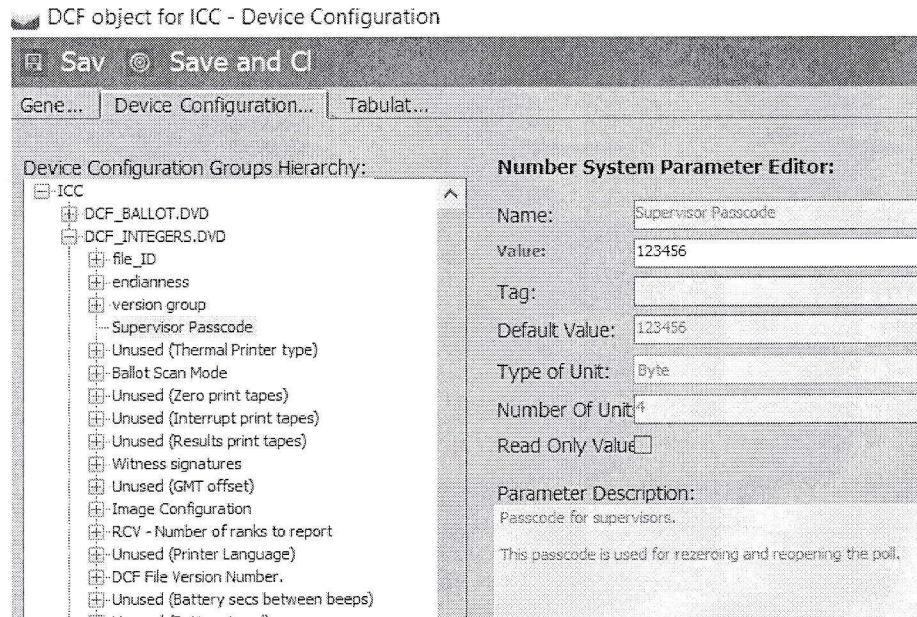 DCF object for ICC - Device Configuration
Sav Save and Cl
Gene... Device Configuration... Tabulat...
Device Configuration Groups Hierarchy:
ICC
DCF_BALLOT.DVD
DCF_INTEGERS.DVD
file_ID
endianness
version group
Supervisor Passcode
Unused (Thermal Printer type)
Ballot Scan Mode
Unused (Zero print tapes)
Unused (Interrupt print tapes)
Unused (Results print tapes)
Witness signatures
Unused (GMT offset)
Image Configuration
RCV - Number of ranks to report
Unused (Printer Language)
DCF File Version Number.
Unused (Battery secs between beeps)
Number System Parameter Editor:
Name: Supervisor Passcode
Value: 123456
Tag:
Default Value: 123456
Type of Unit: Byte
Number Of Unit 4
Read Only Value
Parameter Description:
Passcode for supervisors.
This passcode is used for rezeroing and reopening the poll.